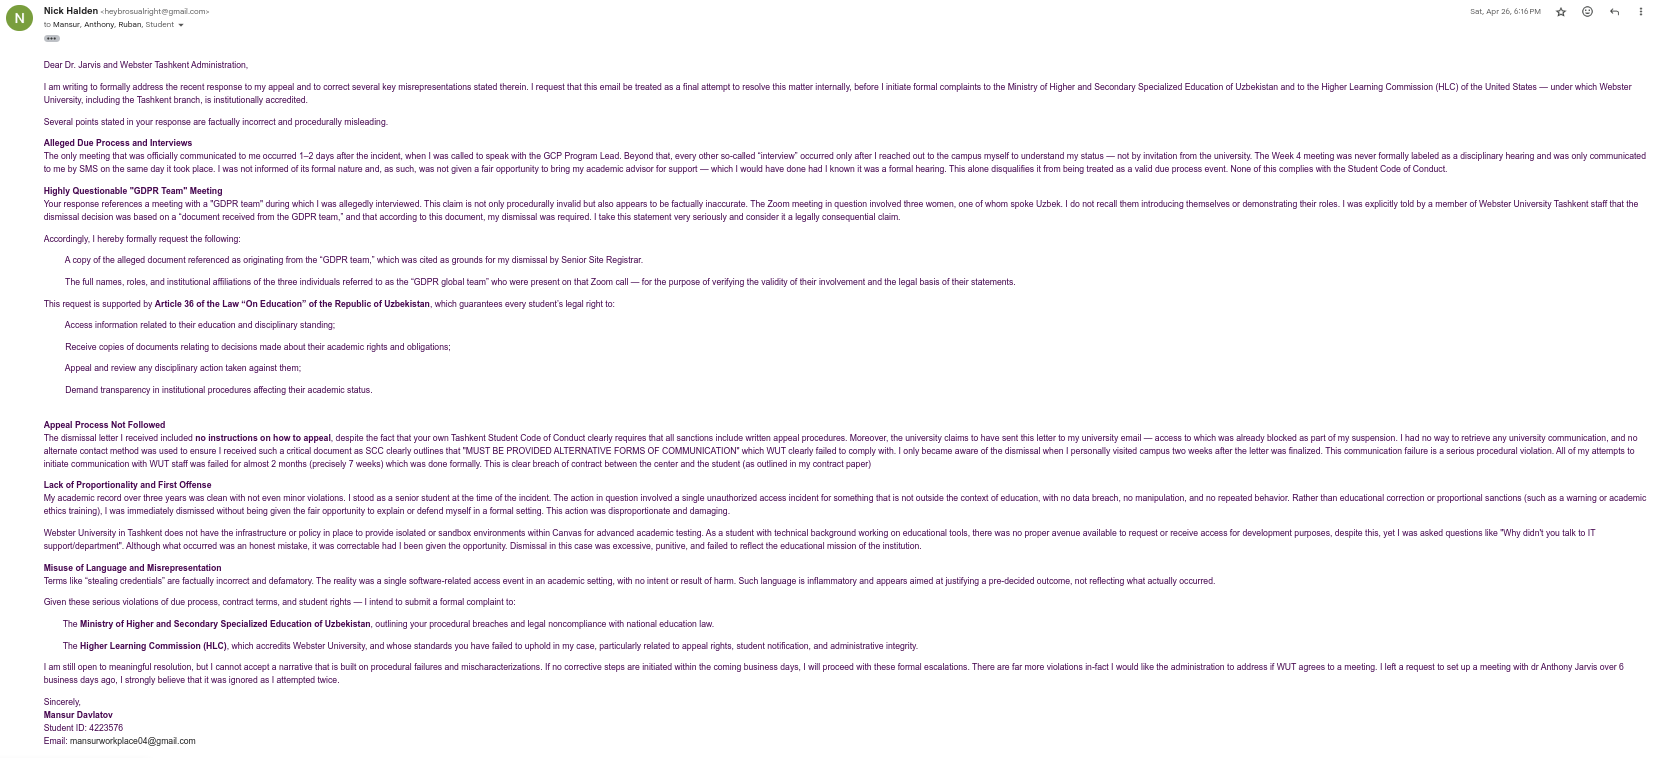 N
Nick Halden <heybrosualright@gmail.com>
Sat, Apr 26, 6:16 PM
to Mansur, Anthony, Ruban, Student
Dear Dr. Jarvis and Webster Tashkent Administration,
I am writing to formally address the recent response to my appeal and to correct several key misrepresentations stated therein. I request that this email be treated as a final attempt to resolve this matter internally, before I initiate formal complaints to the Ministry of Higher and Secondary Specialized Education of Uzbekistan and to the Higher Learning Commission (HLC) of the United States — under which Webster
University, including the Tashkent branch, is institutionally accredited.
Several points stated in your response are factually incorrect and procedurally misleading.
Alleged Due Process and Interviews
The only meeting that was officially communicated to me occurred 1–2 days after the incident, when I was called to speak with the GCP Program Lead. Beyond that, every other so-called “interview” occurred only after I reached out to the campus myself to understand my status — not by invitation from the university. The Week 4 meeting was never formally labeled as a disciplinary hearing and was only communicated
to me by SMS on the same day it took place. I was not informed of its formal nature and, as such, was not given a fair opportunity to bring my academic advisor for support — which I would have done had I known it was a formal hearing. This alone disqualifies it from being treated as a valid due process event. None of this complies with the Student Code of Conduct.
Highly Questionable "GDPR Team" Meeting
Your response references a meeting with a "GDPR team" during which I was allegedly interviewed. This claim is not only procedurally invalid but also appears to be factually inaccurate. The Zoom meeting in question involved three women, one of whom spoke Uzbek. I do not recall them introducing themselves or demonstrating their roles. I was explicitly told by a member of Webster University Tashkent staff that the
dismissal decision was based on a “document received from the GDPR team,” and that according to this document, my dismissal was required. I take this statement very seriously and consider it a legally consequential claim.
Accordingly, I hereby formally request the following:
A copy of the alleged document referenced as originating from the “GDPR team,” which was cited as grounds for my dismissal by Senior Site Registrar.
The full names, roles, and institutional affiliations of the three individuals referred to as the “GDPR global team” who were present on that Zoom call — for the purpose of verifying the validity of their involvement and the legal basis of their statements.
This request is supported by Article 36 of the Law “On Education” of the Republic of Uzbekistan, which guarantees every student’s legal right to:
Access information related to their education and disciplinary standing;
Receive copies of documents relating to decisions made about their academic rights and obligations;
Appeal and review any disciplinary action taken against them;
Demand transparency in institutional procedures affecting their academic status.
Appeal Process Not Followed
The dismissal letter I received included no instructions on how to appeal, despite the fact that your own Tashkent Student Code of Conduct clearly requires that all sanctions include written appeal procedures. Moreover, the university claims to have sent this letter to my university email — access to which was already blocked as part of my suspension. I had no way to retrieve any university communication, and no
alternate contact method was used to ensure I received such a critical document as SCC clearly outlines that "MUST BE PROVIDED ALTERNATIVE FORMS OF COMMUNICATION" which WUT clearly failed to comply with. I only became aware of the dismissal when I personally visited campus two weeks after the letter was finalized. This communication failure is a serious procedural violation. All of my attempts to
initiate communication with WUT staff was failed for almost 2 months (precisely 7 weeks) which was done formally. This is clear breach of contract between the center and the student (as outlined in my contract paper)
Lack of Proportionality and First Offense
My academic record over three years was clean with not even minor violations. I stood as a senior student at the time of the incident. The action in question involved a single unauthorized access incident for something that is not outside the context of education, with no data breach, no manipulation, and no repeated behavior. Rather than educational correction or proportional sanctions (such as a warning or academic
ethics training), I was immediately dismissed without being given the fair opportunity to explain or defend myself in a formal setting. This action was disproportionate and damaging.
Webster University in Tashkent does not have the infrastructure or policy in place to provide isolated or sandbox environments within Canvas for advanced academic testing. As a student with technical background working on educational tools, there was no proper avenue available to request or receive access for development purposes, despite this, yet I was asked questions like "Why didn't you talk to IT
support/department". Although what occurred was an honest mistake, it was correctable had I been given the opportunity. Dismissal in this case was excessive, punitive, and failed to reflect the educational mission of the institution.
Misuse of Language and Misrepresentation
Terms like “stealing credentials” are factually incorrect and defamatory. The reality was a single software-related access event in an academic setting, with no intent or result of harm. Such language is inflammatory and appears aimed at justifying a pre-decided outcome, not reflecting what actually occurred.
Given these serious violations of due process, contract terms, and student rights — I intend to submit a formal complaint to:
The Ministry of Higher and Secondary Specialized Education of Uzbekistan, outlining your procedural breaches and legal noncompliance with national education law.
The Higher Learning Commission (HLC), which accredits Webster University, and whose standards you have failed to uphold in my case, particularly related to appeal rights, student notification, and administrative integrity.
I am still open to meaningful resolution, but I cannot accept a narrative that is built on procedural failures and mischaracterizations. If no corrective steps are initiated within the coming business days, I will proceed with these formal escalations. There are far more violations in-fact I would like the administration to address if WUT agrees to a meeting. I left a request to set up a meeting with dr Anthony Jarvis over 6
business days ago, I strongly believe that it was ignored as I attempted twice.
Sincerely,
Mansur Davlatov
Student ID: 4223576
Email: mansurworkplace04@gmail.com